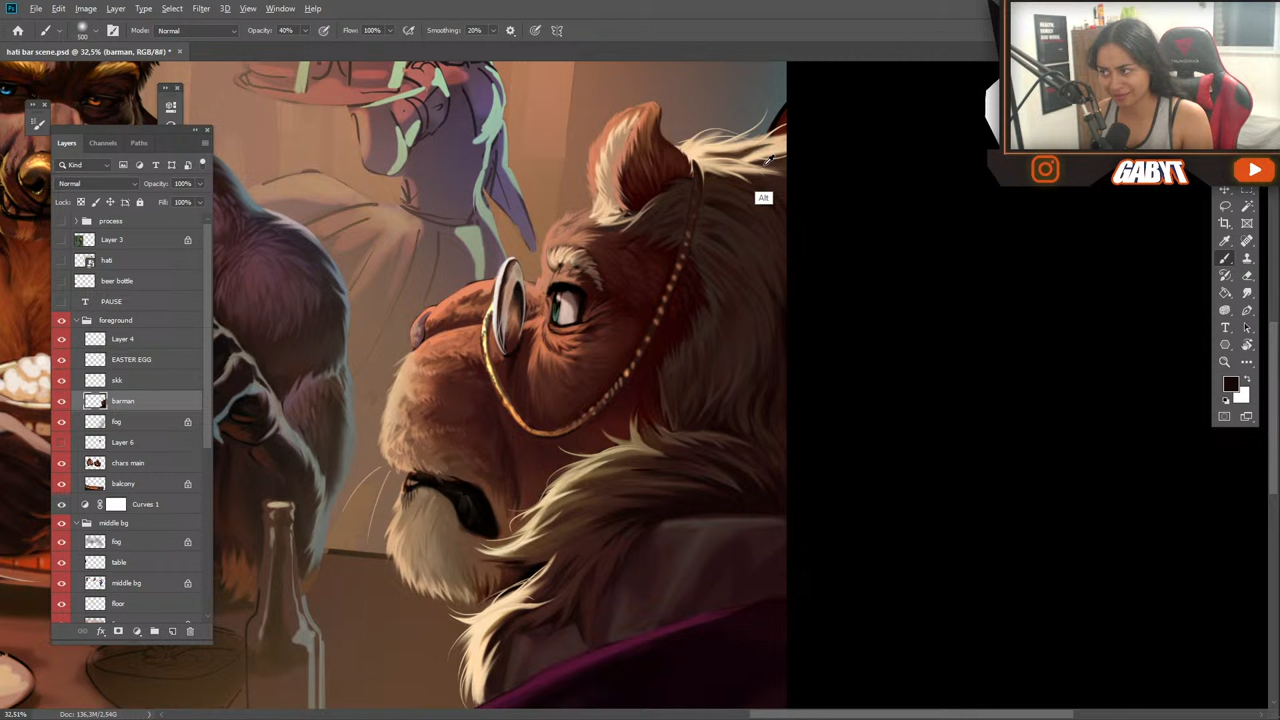 File Edit Image Layer Type Select Filter 3D View Window Help
500 Mode: Normal Opacity: 40% Flow: 100% Smoothing: 20%
hati bar scene.psd @ 32,5% (barman, RGB/8#) * ×
Alt
GABYT
Layers Channels Paths
Kind
Normal Opacity: 100%
Lock: Fill: 100%
process
Layer 3
hati
beer bottle
T PAUSE
foreground
Layer 4
EASTER EGG
skk
barman
fog
Layer 6
chars main
balcony
Curves 1
middle bg
fog
table
middle bg
floor
32,51% Doc: 136,3M/2,54G